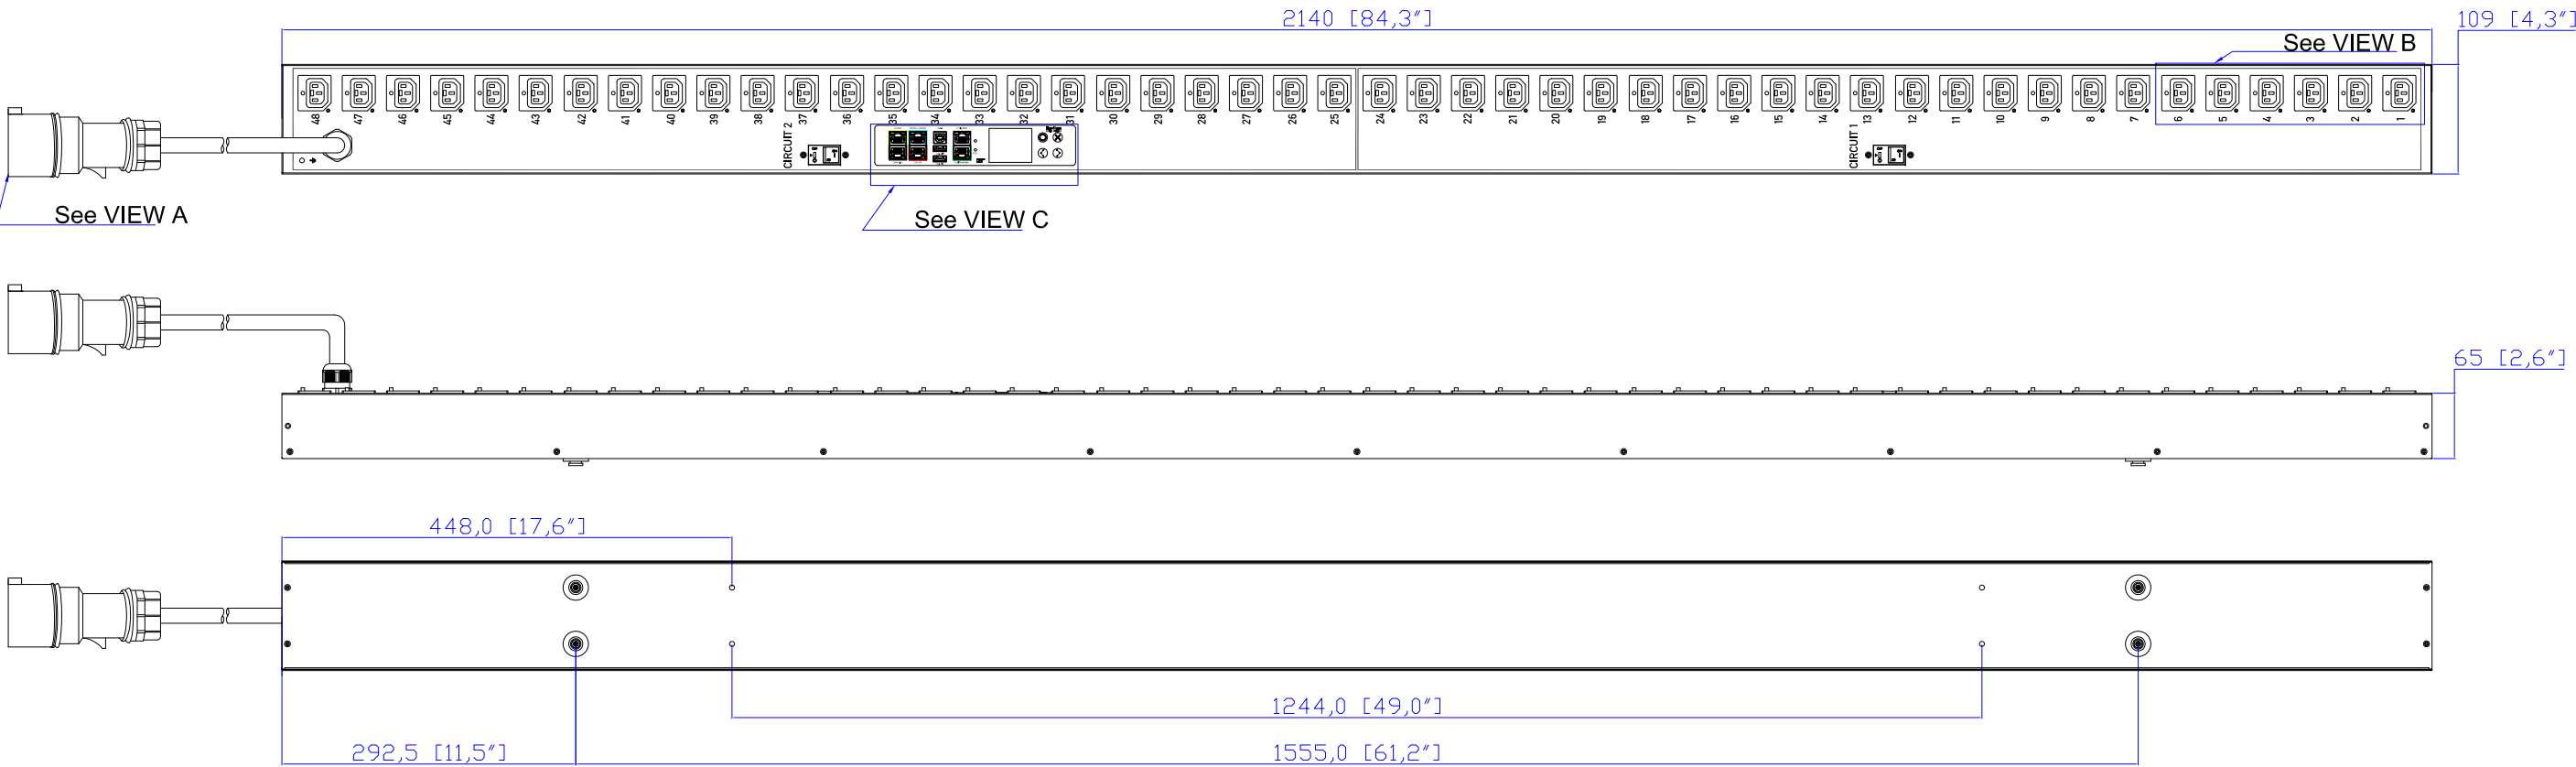 2140 [84,3"]
109 [4,3"]
See VIEW B
48 47 46 45 44 43 42 41 40 39 38 37 36 35 34 33 32 31 30 29 28 27 26 25 24 23 22 21 20 19 18 17 16 15 14 13 12 11 10 9 8 7 6 5 4 3 2 1
CIRCUIT 2
CIRCUIT 1
See VIEW A
See VIEW C
65 [2,6"]
448,0 [17,6"]
1244,0 [49,0"]
292,5 [11,5"]
1555,0 [61,2"]